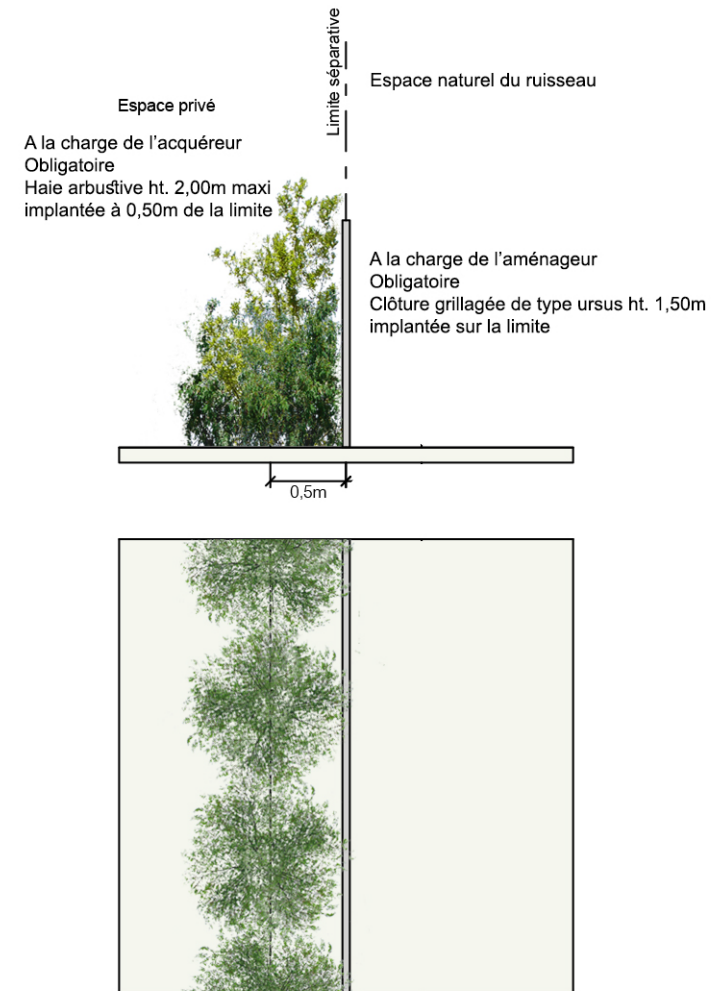 Limite séparative
Espace naturel du ruisseau
Espace privé
A la charge de l'acquéreur
Obligatoire
Haie arbustive ht. 2,00m maxi
implantée à 0,50m de la limite
A la charge de l'aménageur
Obligatoire
Clôture grillagée de type ursus ht. 1,50m
implantée sur la limite
0,5m